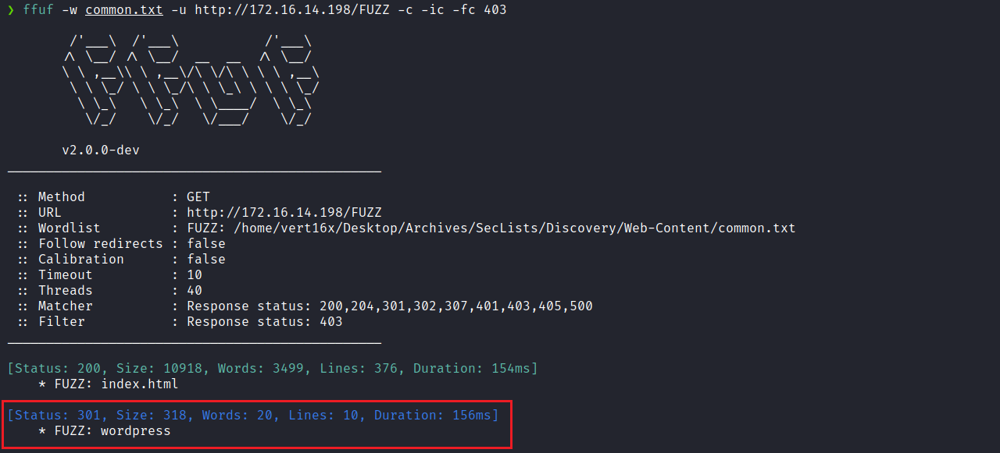 ❯ ffuf -w common.txt -u http://172.16.14.198/FUZZ -c -ic -fc 403
        /'___\  /'___\           /'___\
       /\ \__/ /\ \__/  __  __  /\ \__/
       \ \ ,__\\ \ ,__\/\ \/\ \ \ \ ,__\
        \ \ \_/ \ \ \_/\ \ \_\ \ \ \ \_/
         \ \_\   \ \_\  \ \____/  \ \_\
          \/_/    \/_/   \/___/    \/_/
       v2.0.0-dev
________________________________________________
 :: Method           : GET
 :: URL              : http://172.16.14.198/FUZZ
 :: Wordlist         : FUZZ: /home/vert16x/Desktop/Archives/SecLists/Discovery/Web-Content/common.txt
 :: Follow redirects : false
 :: Calibration      : false
 :: Timeout          : 10
 :: Threads          : 40
 :: Matcher          : Response status: 200,204,301,302,307,401,403,405,500
 :: Filter           : Response status: 403
________________________________________________
[Status: 200, Size: 10918, Words: 3499, Lines: 376, Duration: 154ms]
    * FUZZ: index.html
[Status: 301, Size: 318, Words: 20, Lines: 10, Duration: 156ms]
    * FUZZ: wordpress